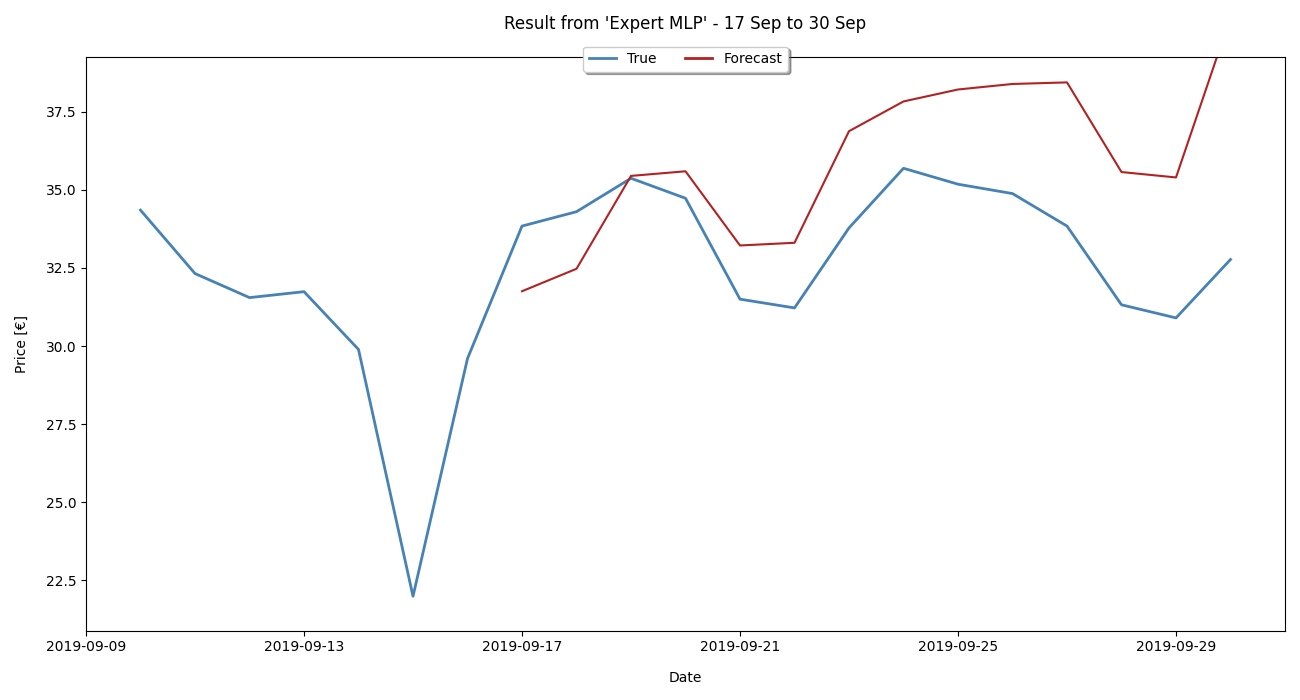 Result from 'Expert MLP' - 17 Sep to 30 Sep
True Forecast
37.5
35.0
32.5
30.0
27.5
25.0
22.5
Price [€]
2019-09-09 2019-09-13 2019-09-17 2019-09-21 2019-09-25 2019-09-29
Date